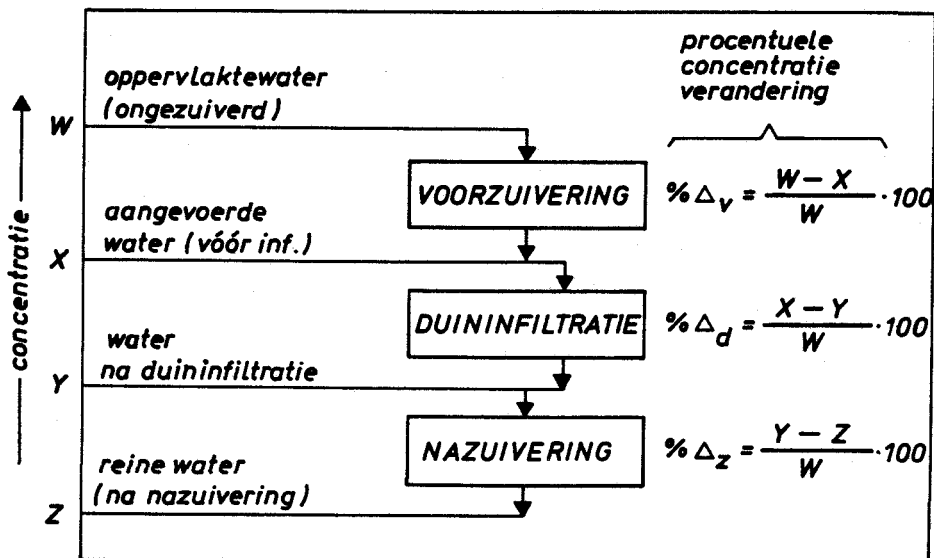 procentuele
concentratie
verandering
oppervlaktewater
(ongezuiverd)
W
VOORZUIVERING
% Δv = W − X / W · 100
aangevoerde
water (vóór inf.)
X
concentratie
DUININFILTRATIE
% Δd = X − Y / W · 100
water
na duininfiltratie
Y
NAZUIVERING
% Δz = Y − Z / W · 100
reine water
(na nazuivering)
Z